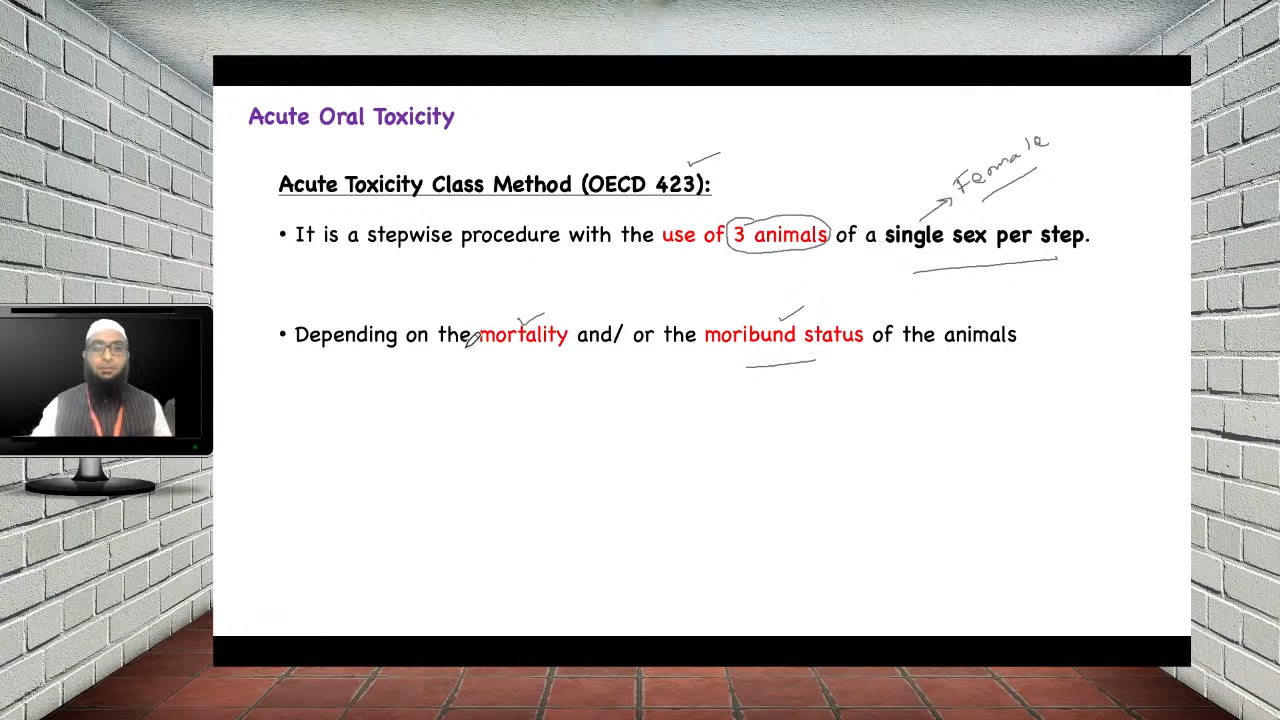 Acute Oral Toxicity
Acute Toxicity Class Method (OECD 423):
Female
• It is a stepwise procedure with the use of 3 animals of a single sex per step.
• Depending on the mortality and/ or the moribund status of the animals